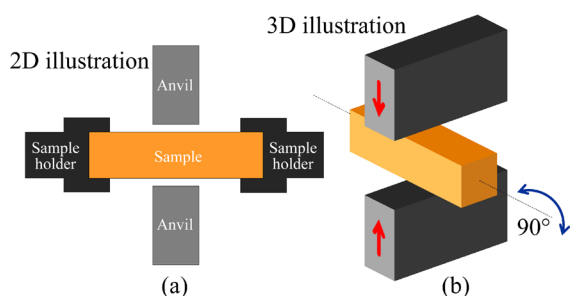 2D illustration
Anvil
Sample
holder
Sample
Sample
holder
Anvil
(a)
3D illustration
90°
(b)